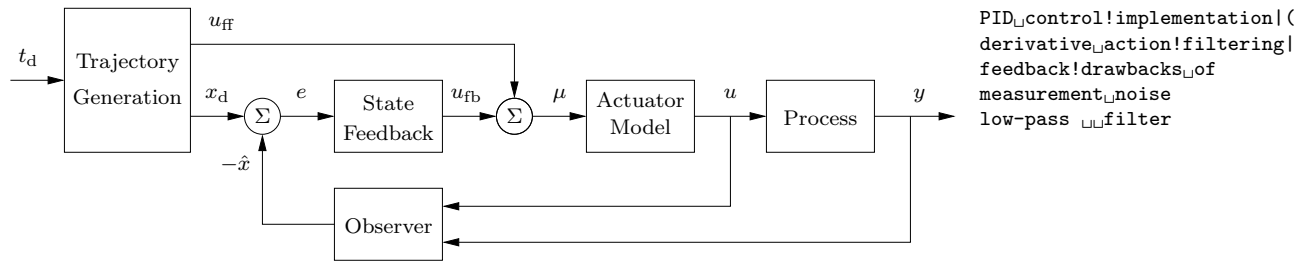 t_d
Trajectory
Generation
u_ff
x_d
Σ
e
State
Feedback
u_fb
Σ
μ
Actuator
Model
u
Process
y
−x̂
Observer
PID␣control!implementation|(
derivative␣action!filtering|
feedback!drawbacks␣of
measurement␣noise
low-pass ␣␣filter